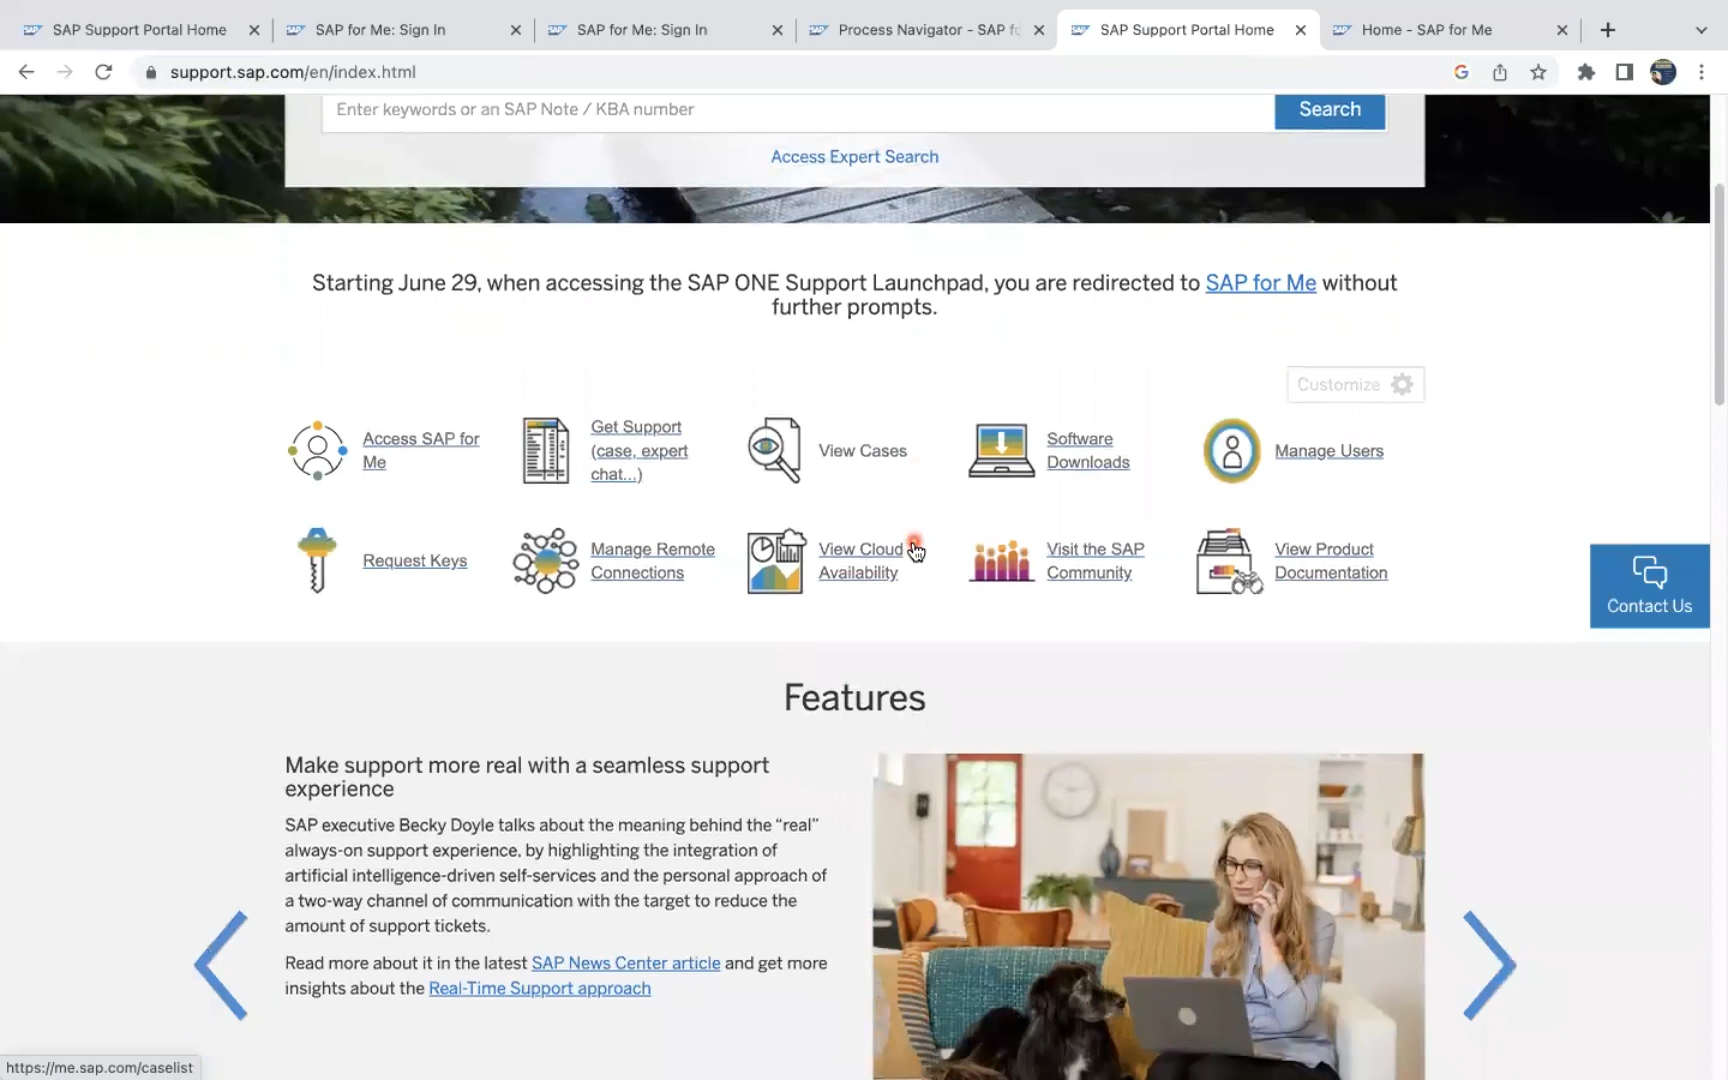 SAP Support Portal Home
SAP for Me: Sign In
SAP for Me: Sign In
Process Navigator - SAP fo
SAP Support Portal Home
Home - SAP for Me
support.sap.com/en/index.html
Enter keywords or an SAP Note / KBA number
Search
Access Expert Search
Starting June 29, when accessing the SAP ONE Support Launchpad, you are redirected to SAP for Me without
further prompts.
Customize
Access SAP for
Me
Get Support
(case, expert
chat...)
View Cases
Software
Downloads
Manage Users
Request Keys
Manage Remote
Connections
View Cloud
Availability
Visit the SAP
Community
View Product
Documentation
Contact Us
Features
Make support more real with a seamless support
experience
SAP executive Becky Doyle talks about the meaning behind the “real”
always-on support experience, by highlighting the integration of
artificial intelligence-driven self-services and the personal approach of
a two-way channel of communication with the target to reduce the
amount of support tickets.
Read more about it in the latest SAP News Center article and get more
insights about the Real-Time Support approach
https://me.sap.com/caselist